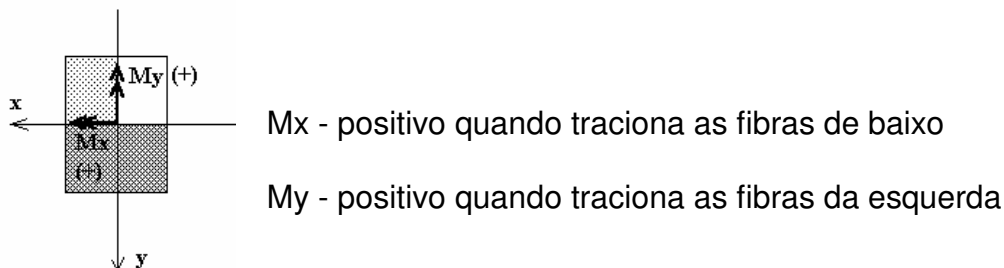 My (+)
x
Mx
(+)
Mx - positivo quando traciona as fibras de baixo
My - positivo quando traciona as fibras da esquerda
y